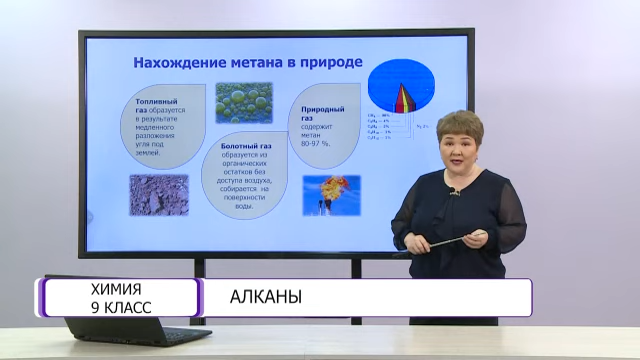 Нахождение метана в природе
Топливный
газ образуется
в результате
медленного
разложения
угля под
землей.
Болотный газ
образуется из
органических
остатков без
доступа воздуха,
собирается на
поверхности
воды.
Природный
газ
содержит
метан
80-97 %.
ХИМИЯ
9 КЛАСС
АЛКАНЫ